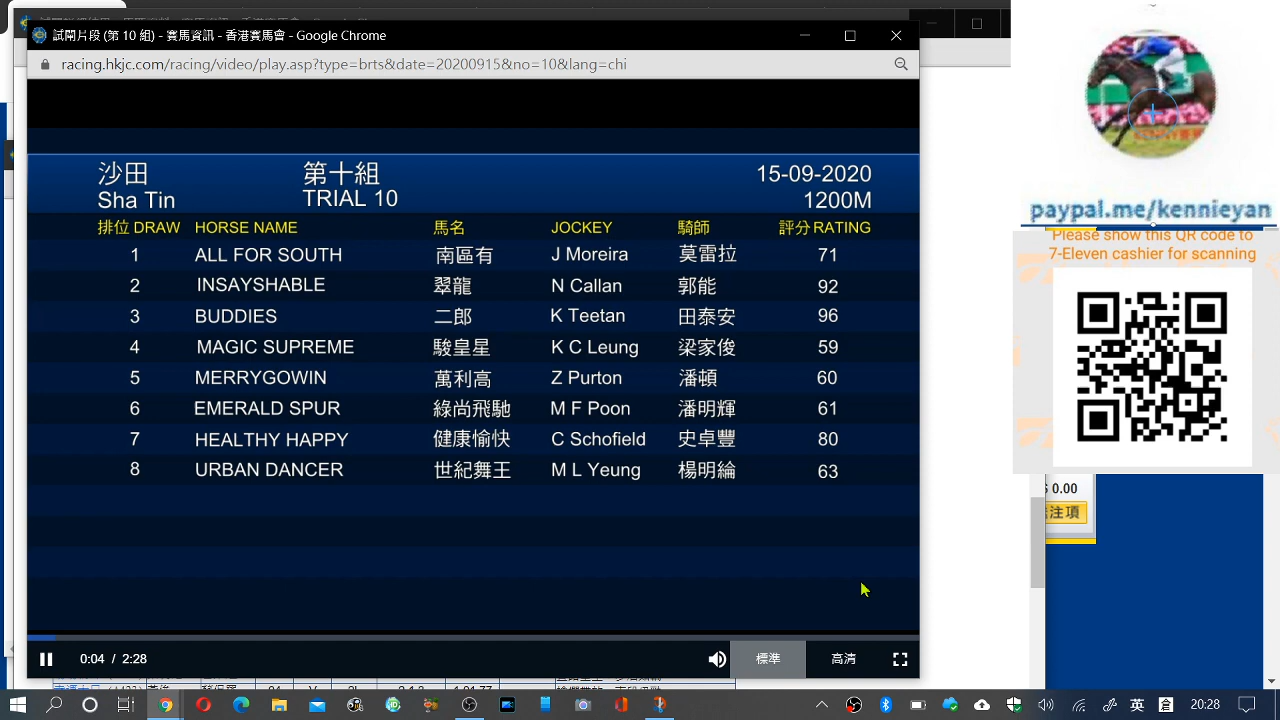 試閘片段 (第 10 組) - 賽馬資訊 - 香港賽馬會 - Google Chrome
racing.hkjc.com/racing/video/play.asp?type=brts&date=20200915&no=10&lang=chi
沙田 第十組 15-09-2020
Sha Tin TRIAL 10 1200M
排位 DRAW HORSE NAME 馬名 JOCKEY 騎師 評分 RATING
1 ALL FOR SOUTH 南區有 J Moreira 莫雷拉 71
2 INSAYSHABLE 翠龍 N Callan 郭能 92
3 BUDDIES 二郎 K Teetan 田泰安 96
4 MAGIC SUPREME 駿皇星 K C Leung 梁家俊 59
5 MERRYGOWIN 萬利高 Z Purton 潘頓 60
6 EMERALD SPUR 綠尚飛馳 M F Poon 潘明輝 61
7 HEALTHY HAPPY 健康愉快 C Schofield 史卓豐 80
8 URBAN DANCER 世紀舞王 M L Yeung 楊明綸 63
0:04 / 2:28 標準 高清
paypal.me/kennieyan
Please show this QR code to
7-Eleven cashier for scanning
$ 0.00
注項
英 20:28